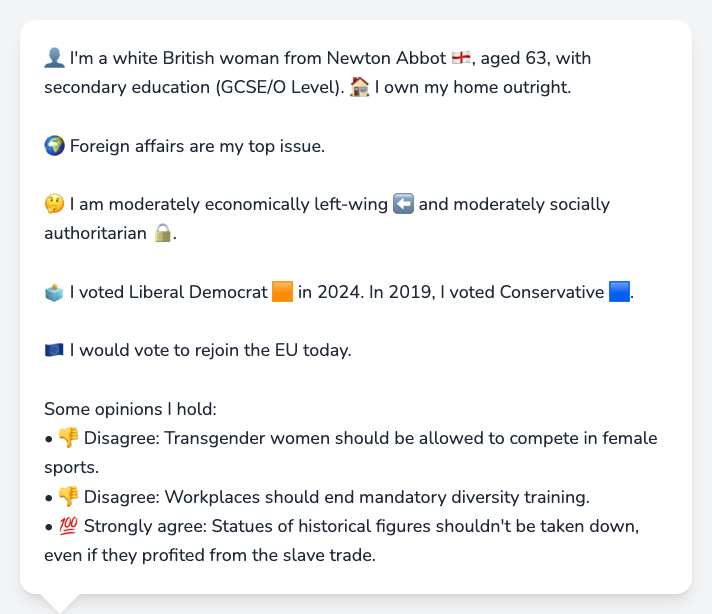 👤 I'm a white British woman from Newton Abbot 🏴󠁧󠁢󠁥󠁮󠁧󠁿, aged 63, with
secondary education (GCSE/O Level). 🏠 I own my home outright.
🌍 Foreign affairs are my top issue.
🤔 I am moderately economically left-wing ⬅️ and moderately socially
authoritarian 🔒.
🗳️ I voted Liberal Democrat 🟧 in 2024. In 2019, I voted Conservative 🟦.
🇪🇺 I would vote to rejoin the EU today.
Some opinions I hold:
• 👎 Disagree: Transgender women should be allowed to compete in female
sports.
• 👎 Disagree: Workplaces should end mandatory diversity training.
• 💯 Strongly agree: Statues of historical figures shouldn't be taken down,
even if they profited from the slave trade.